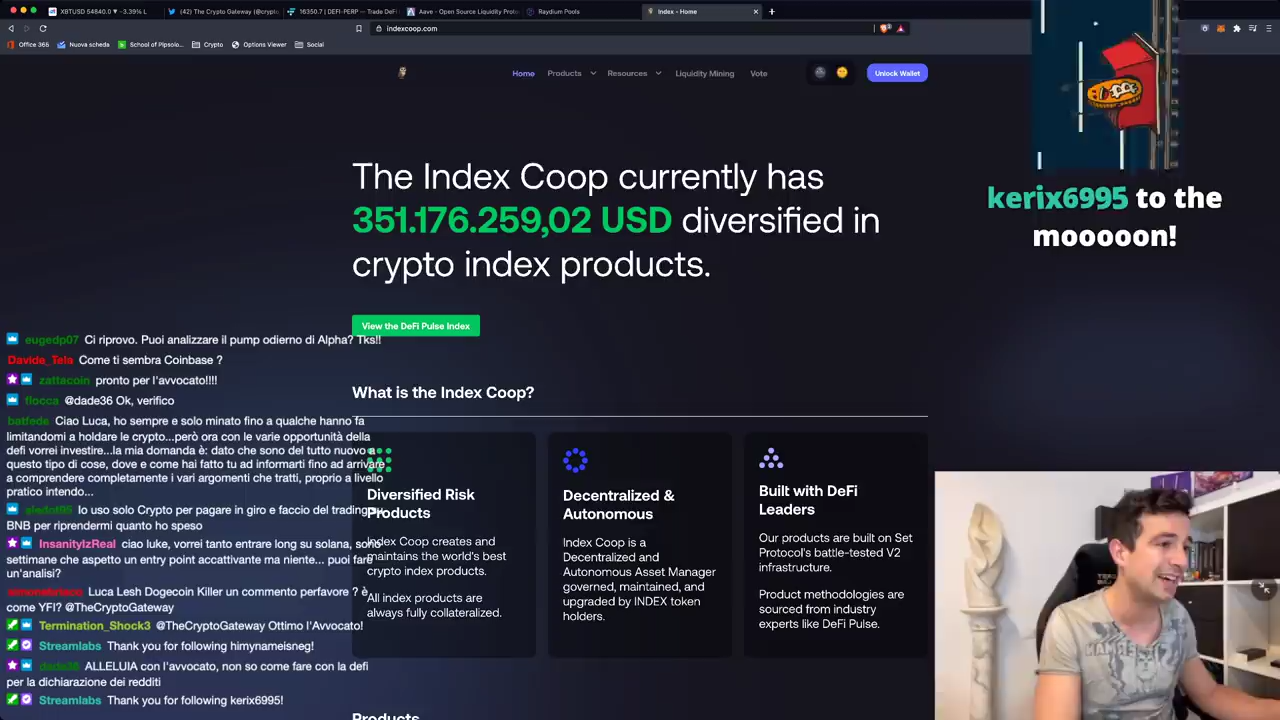 XBTUSD 54840.0 ▼ -3.39% L
(42) The Crypto Gateway (@crypto
16350.7 | DEFI-PERP — Trade DeFi
Aave - Open Source Liquidity Proto
Raydium Pools
Index - Home
indexcoop.com
Office 365
Nuova scheda
School of Pipsolo...
Crypto
Options Viewer
Social
Home
Products
Resources
Liquidity Mining
Vote
Unlock Wallet
The Index Coop currently has
351.176.259,02 USD diversified in
crypto index products.
View the DeFi Pulse Index
What is the Index Coop?
Diversified Risk
Products
Index Coop creates and
maintains the world's best
crypto index products.
All index products are
always fully collateralized.
Decentralized &
Autonomous
Index Coop is a
Decentralized and
Autonomous Asset Manager
governed, maintained, and
upgraded by INDEX token
holders.
Built with DeFi
Leaders
Our products are built on Set
Protocol's battle-tested V2
infrastructure.
Product methodologies are
sourced from industry
experts like DeFi Pulse.
Products
kerix6995 to the
mooooon!
eugedp07 Ci riprovo. Puoi analizzare il pump odierno di Alpha? Tks!!
Davide_Tela Come ti sembra Coinbase ?
zattacoin pronto per l'avvocato!!!!
flocca @dade36 Ok, verifico
batfede Ciao Luca, ho sempre e solo minato fino a qualche hanno fa
limitandomi a holdare le crypto...però ora con le varie opportunità della
defi vorrei investire...la mia domanda è: dato che sono del tutto nuovo a
questo tipo di cose, dove e come hai fatto tu ad informarti fino ad arrivare
a comprendere completamente i vari argomenti che tratti, proprio a livello
pratico intendo...
Io uso solo Crypto per pagare in giro e faccio del trading
BNB per riprendermi quanto ho speso
InsanityIzReal ciao luke, vorrei tanto entrare long su solana, sono
settimane che aspetto un entry point accattivante ma niente... puoi fare
un'analisi?
Luca Lesh Dogecoin Killer un commento perfavore ? è
come YFI? @TheCryptoGateway
Termination_Shock3 @TheCryptoGateway Ottimo l'Avvocato!
Streamlabs Thank you for following himynameisneg!
dade36 ALLELUIA con l'avvocato, non so come fare con la defi
per la dichiarazione dei redditi
Streamlabs Thank you for following kerix6995!